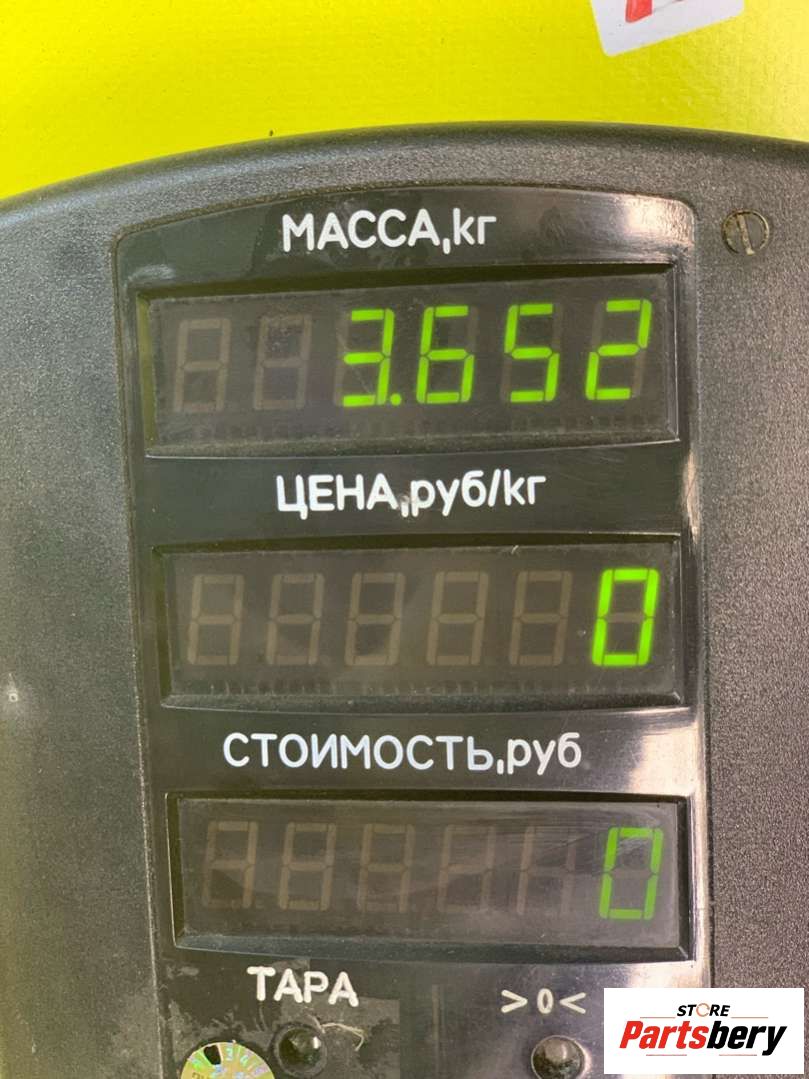 МАССА,кг
3.652
ЦЕНА,руб/кг
0
СТОИМОСТЬ,руб
0
ТАРА
>0<
STORE
Partsbery